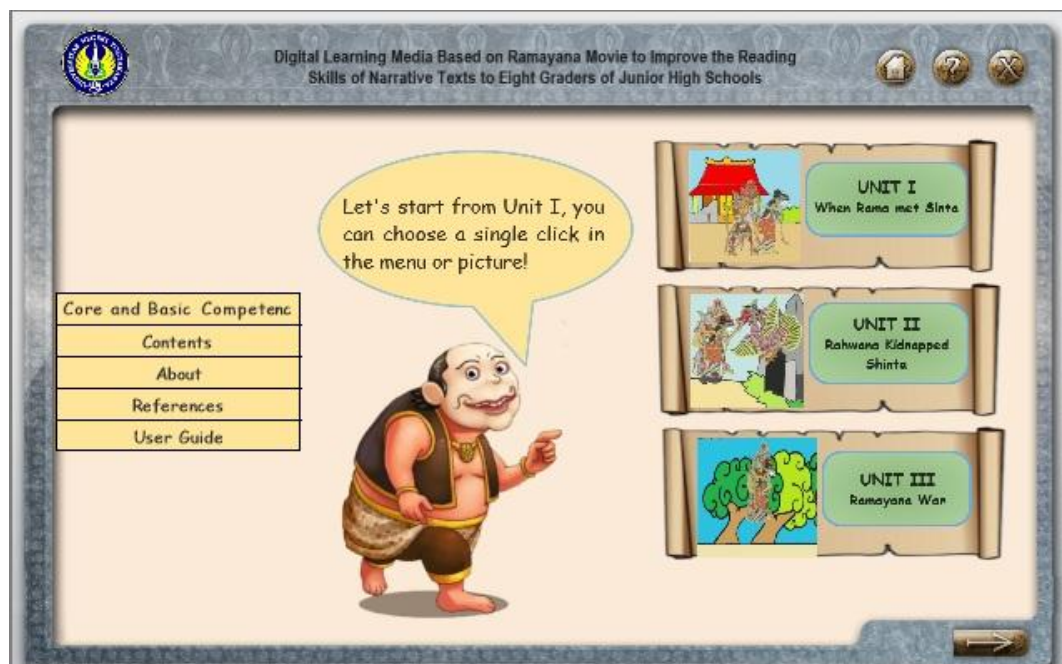 Digital Learning Media Based on Ramayana Movie to Improve the Reading
Skills of Narrative Texts to Eight Graders of Junior High Schools
?
X
Let's start from Unit I, you
can choose a single click in
the menu or picture!
Core and Basic Competenc
Contents
About
References
User Guide
UNIT I
When Rama met Sinta
UNIT II
Rahwana Kidnapped
Shinta
UNIT III
Ramayana War